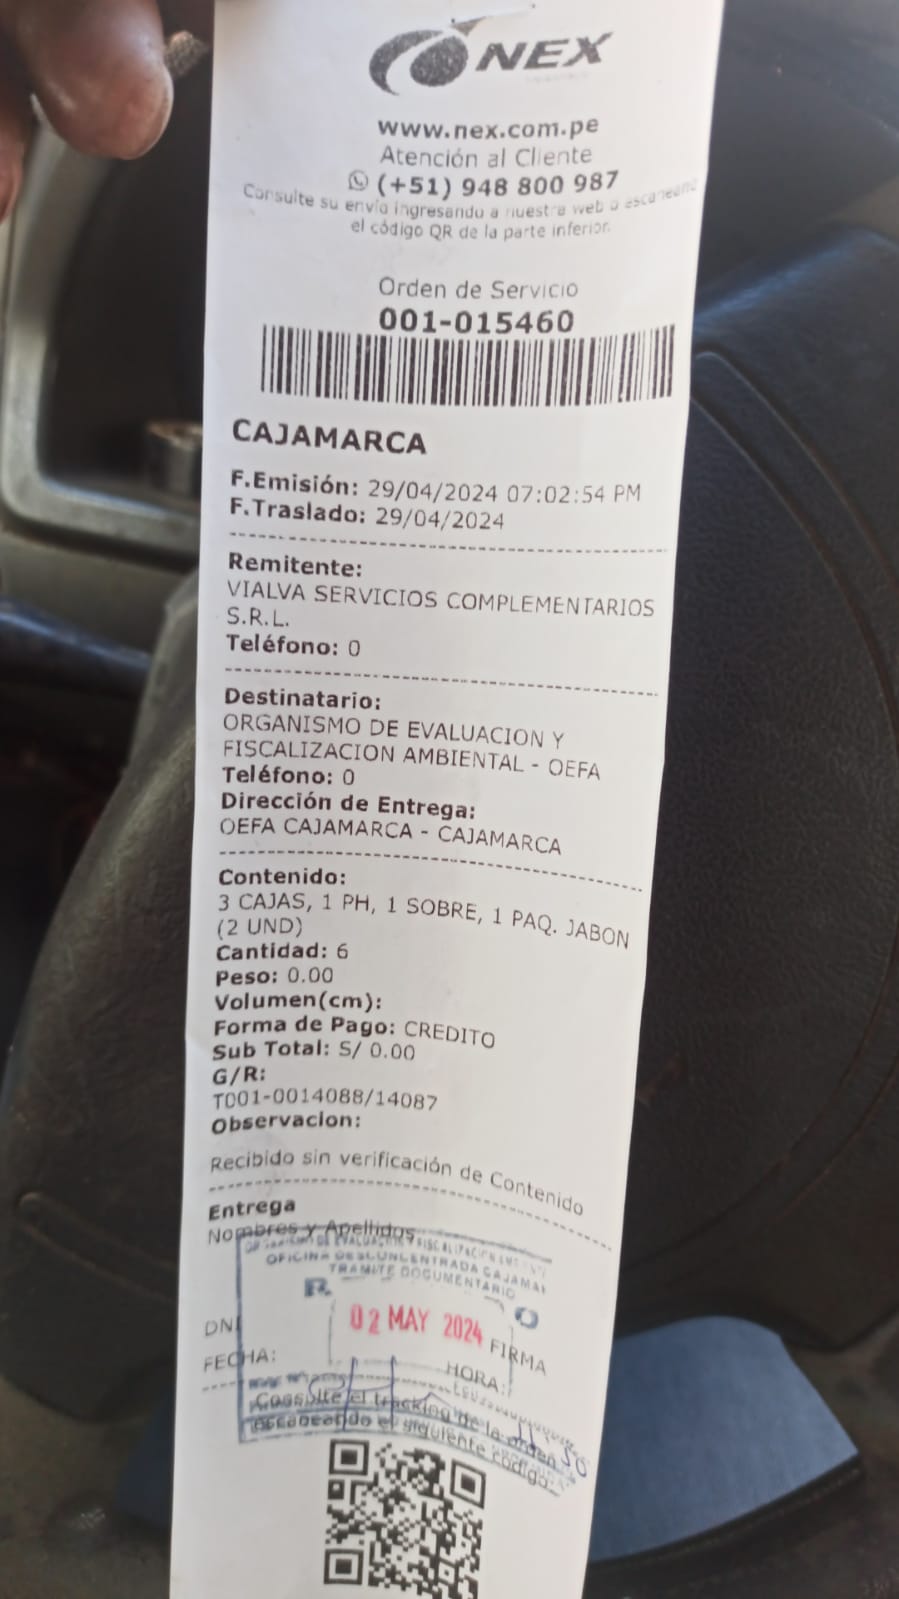 NEX
www.nex.com.pe
Atención al Cliente
(+51) 948 800 987
Consulte su envío ingresando a nuestra web o escaneando
el código QR de la parte inferior.
Orden de Servicio
001-015460
CAJAMARCA
F.Emisión: 29/04/2024 07:02:54 PM
F.Traslado: 29/04/2024
Remitente:
VIALVA SERVICIOS COMPLEMENTARIOS
S.R.L.
Teléfono: 0
Destinatario:
ORGANISMO DE EVALUACION Y
FISCALIZACION AMBIENTAL - OEFA
Teléfono: 0
Dirección de Entrega:
OEFA CAJAMARCA - CAJAMARCA
Contenido:
3 CAJAS, 1 PH, 1 SOBRE, 1 PAQ. JABON
(2 UND)
Cantidad: 6
Peso: 0.00
Volumen(cm):
Forma de Pago: CREDITO
Sub Total: S/ 0.00
G/R:
T001-0014088/14087
Observacion:
Recibido sin verificación de Contenido
Entrega
Nombres y Apellidos
ORGANISMO DE EVALUACION Y FISCALIZACION
OFICINA DESCONCENTRADA CAJAMAR
TRAMITE DOCUMENTARIO
02 MAY 2024
DNI
FIRMA
FECHA:
HORA:
Consulte el tracking de la orden
escaneando el siguiente código.